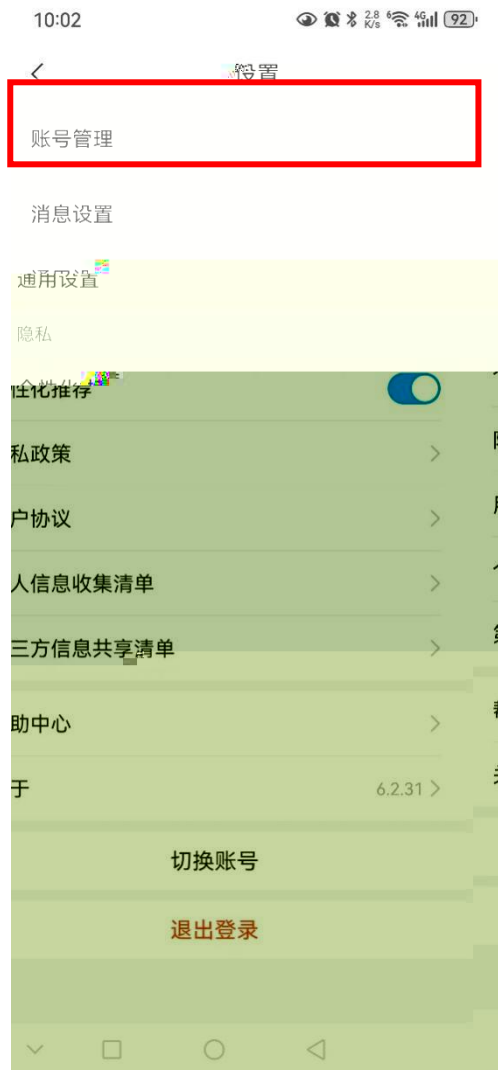 10:02 2.8 K/s 6 4G 92
设置
账号管理
消息设置
通用设置
隐私
性化推荐
私政策
户协议
人信息收集清单
三方信息共享清单
助中心
于 6.2.31
切换账号
退出登录